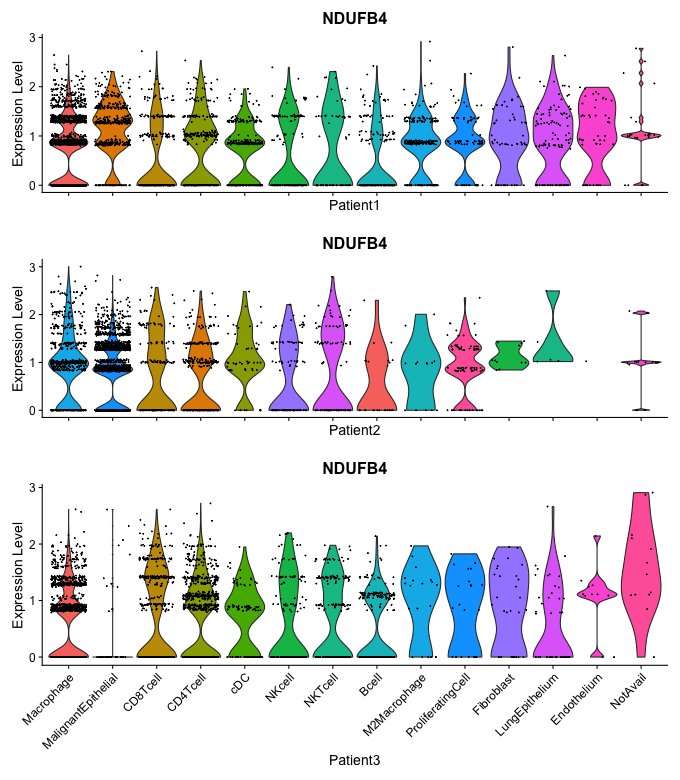 NDUFB4
Expression Level
3
2
1
0
Patient1
NDUFB4
Expression Level
3
2
1
0
Patient2
NDUFB4
Expression Level
3
2
1
0
Macrophage
MalignantEpithelial
CD8Tcell
CD4Tcell
cDC
NKcell
NKTcell
Bcell
M2Macrophage
ProliferatingCell
Fibroblast
LungEpithelium
Endothelium
NotAvail
Patient3